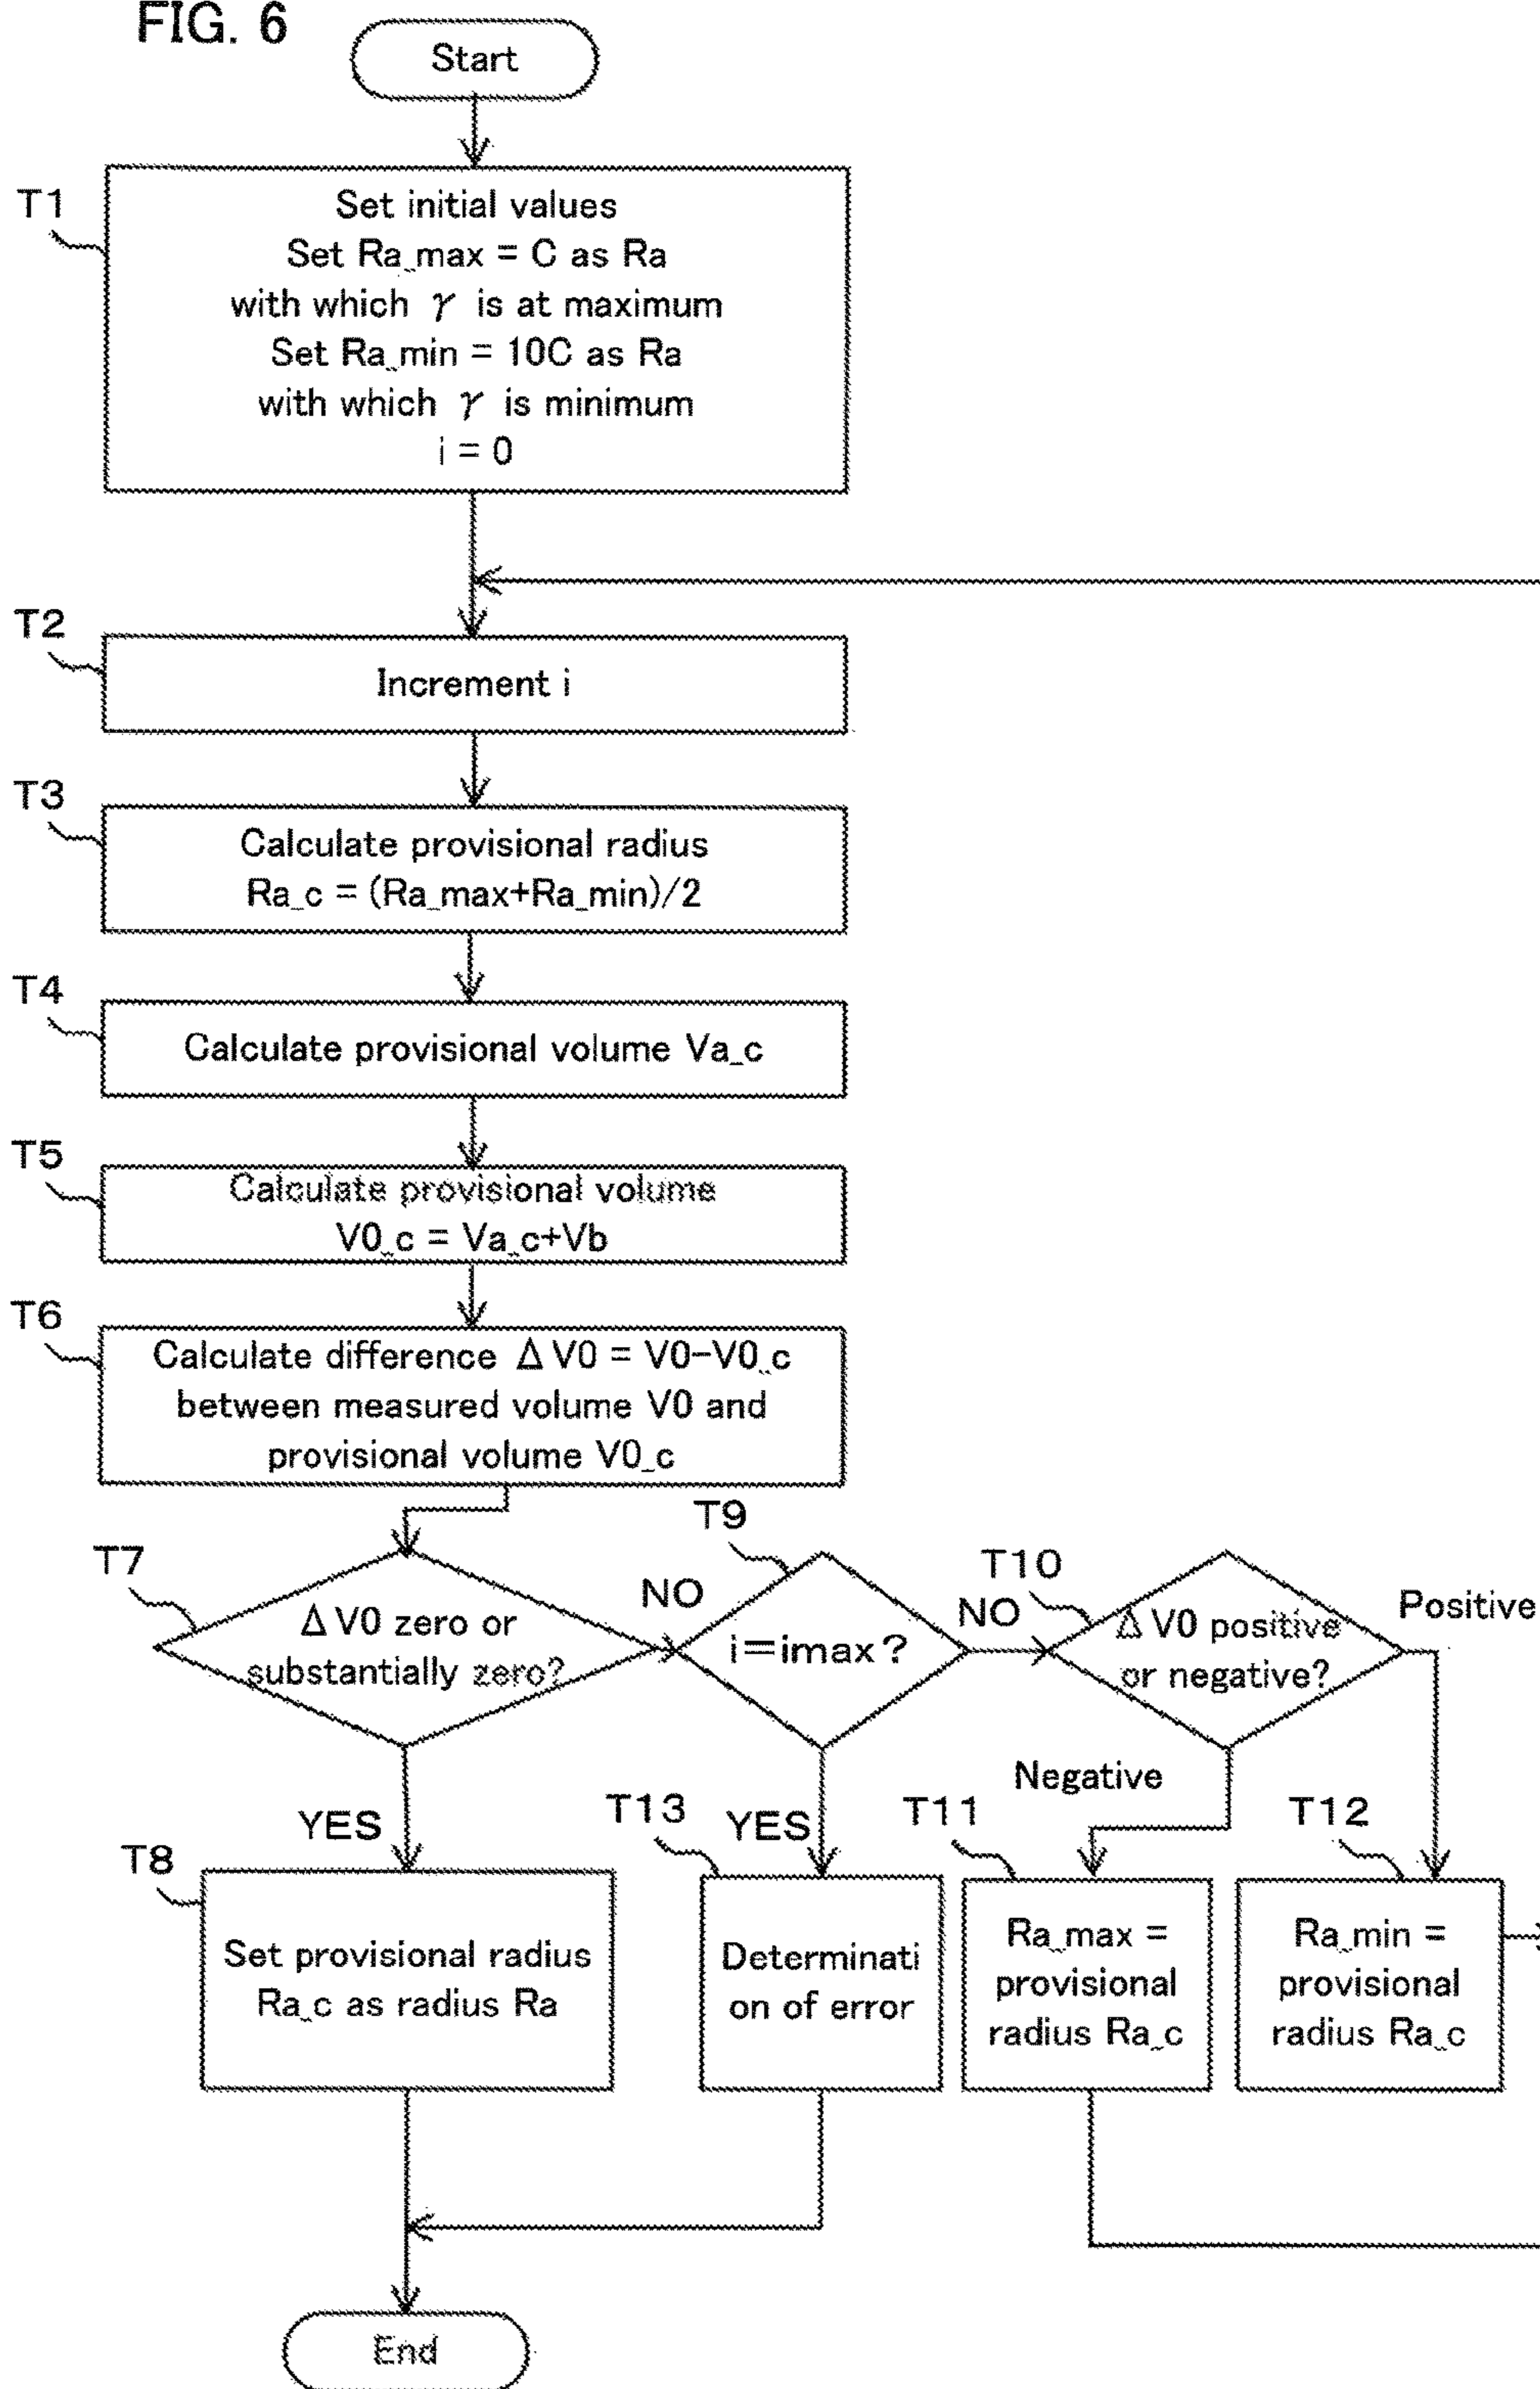 FIG. 6
Start
T1
Set initial values
Set Ra_max = C as Ra
with which γ is at maximum
Set Ra_min = 10C as Ra
with which γ is minimum
i = 0
T2
Increment i
T3
Calculate provisional radius
Ra_c = (Ra_max+Ra_min)/2
T4
Calculate provisional volume Va_c
T5
Calculate provisional volume
V0_c = Va_c+Vb
T6
Calculate difference Δ V0 = V0-V0_c
between measured volume V0 and
provisional volume V0_c
T7
Δ V0 zero or
substantially zero?
NO
T9
i=imax?
NO
T10
Δ V0 positive
or negative?
Positive
Negative
YES
T8
Set provisional radius
Ra_c as radius Ra
T13
YES
Determinati
on of error
T11
Ra_max =
provisional
radius Ra_c
T12
Ra_min =
provisional
radius Ra_c
End